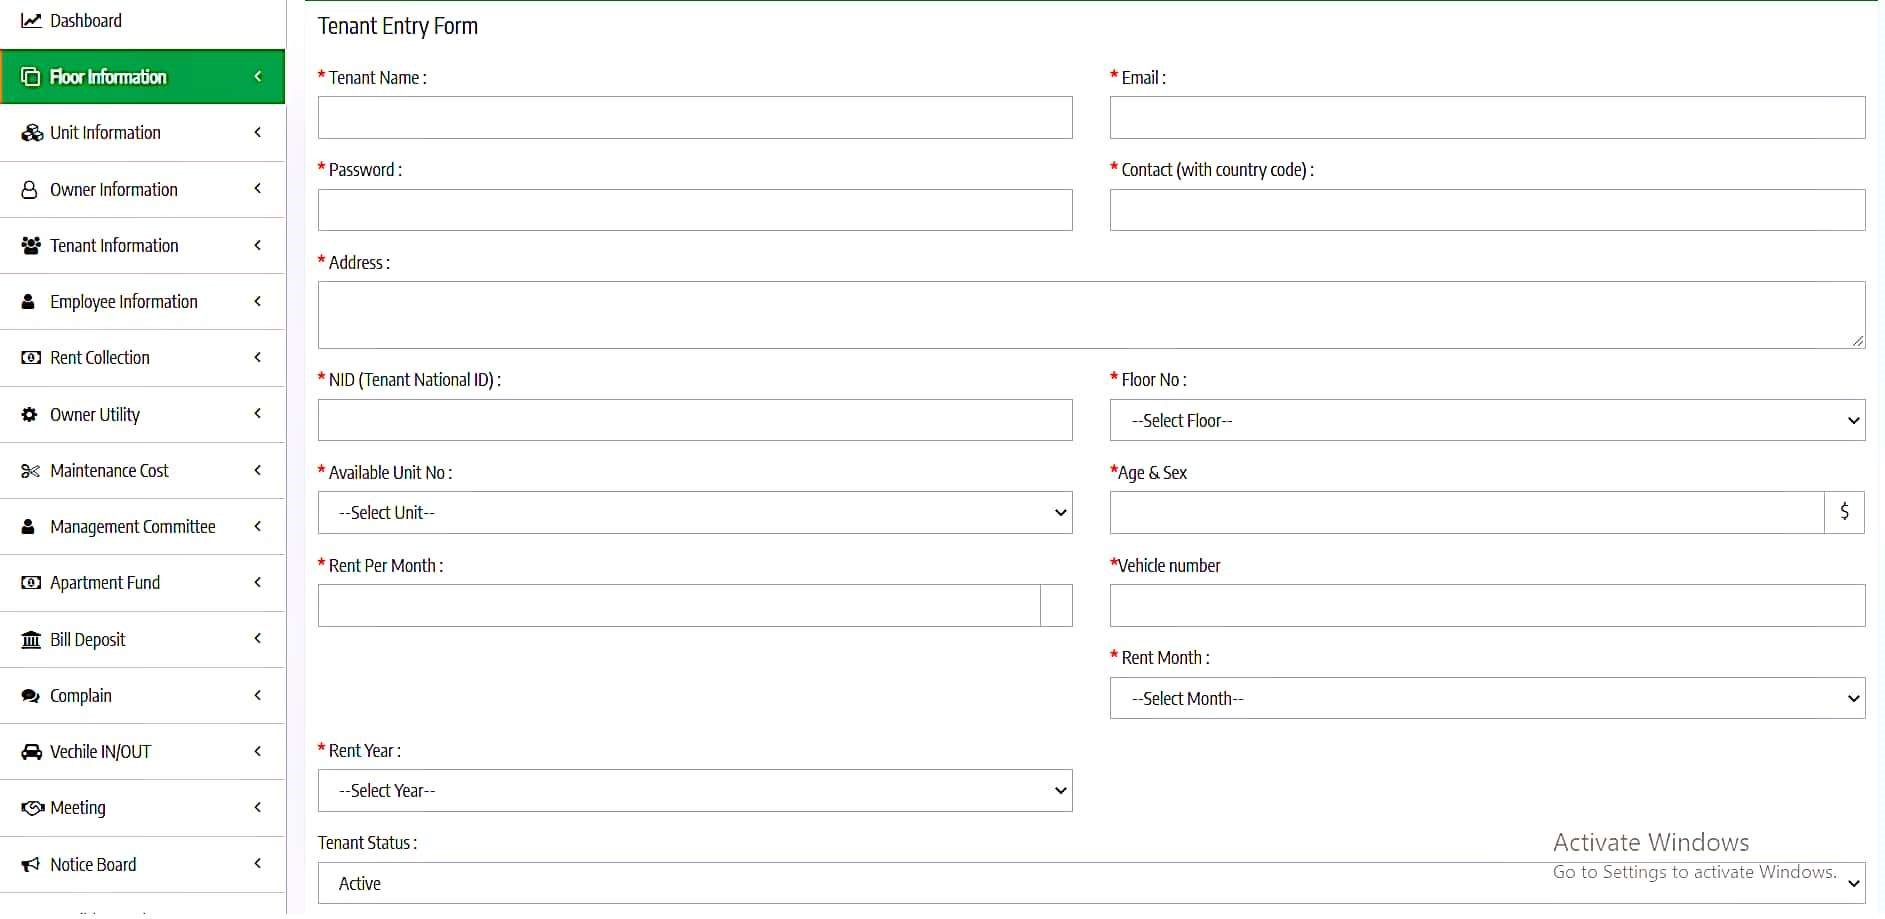 Dashboard
Floor Information
Unit Information
Owner Information
Tenant Information
Employee Information
Rent Collection
Owner Utility
Maintenance Cost
Management Committee
Apartment Fund
Bill Deposit
Complain
Vechile IN/OUT
Meeting
Notice Board
Tenant Entry Form
* Tenant Name :
* Email :
* Password :
* Contact (with country code) :
* Address :
* NID (Tenant National ID) :
* Floor No :
--Select Floor--
* Available Unit No :
--Select Unit--
*Age & Sex
$
* Rent Per Month :
*Vehicle number
* Rent Month :
--Select Month--
* Rent Year :
--Select Year--
Tenant Status :
Active
Activate Windows
Go to Settings to activate Windows.